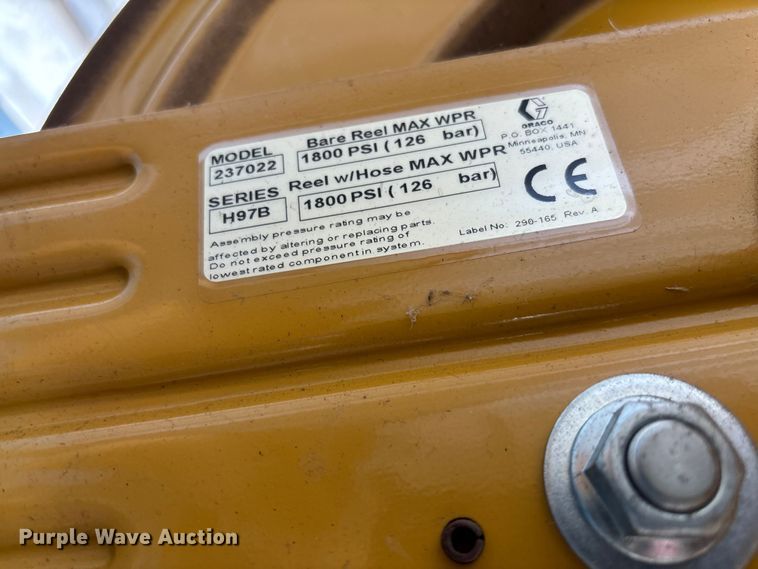 MODEL
237022
Bare Reel MAX WPR
1800 PSI ( 126 bar)
SERIES
H97B
Reel w/Hose MAX WPR
1800 PSI ( 126 bar)
GRACO
P.O. BOX 1441
Minneapolis, MN
55440, USA
CE
Assembly pressure rating may be
affected by altering or replacing parts.
Do not exceed pressure rating of
lowest rated component in system.
Label No: 290-165 Rev. A
Purple Wave Auction